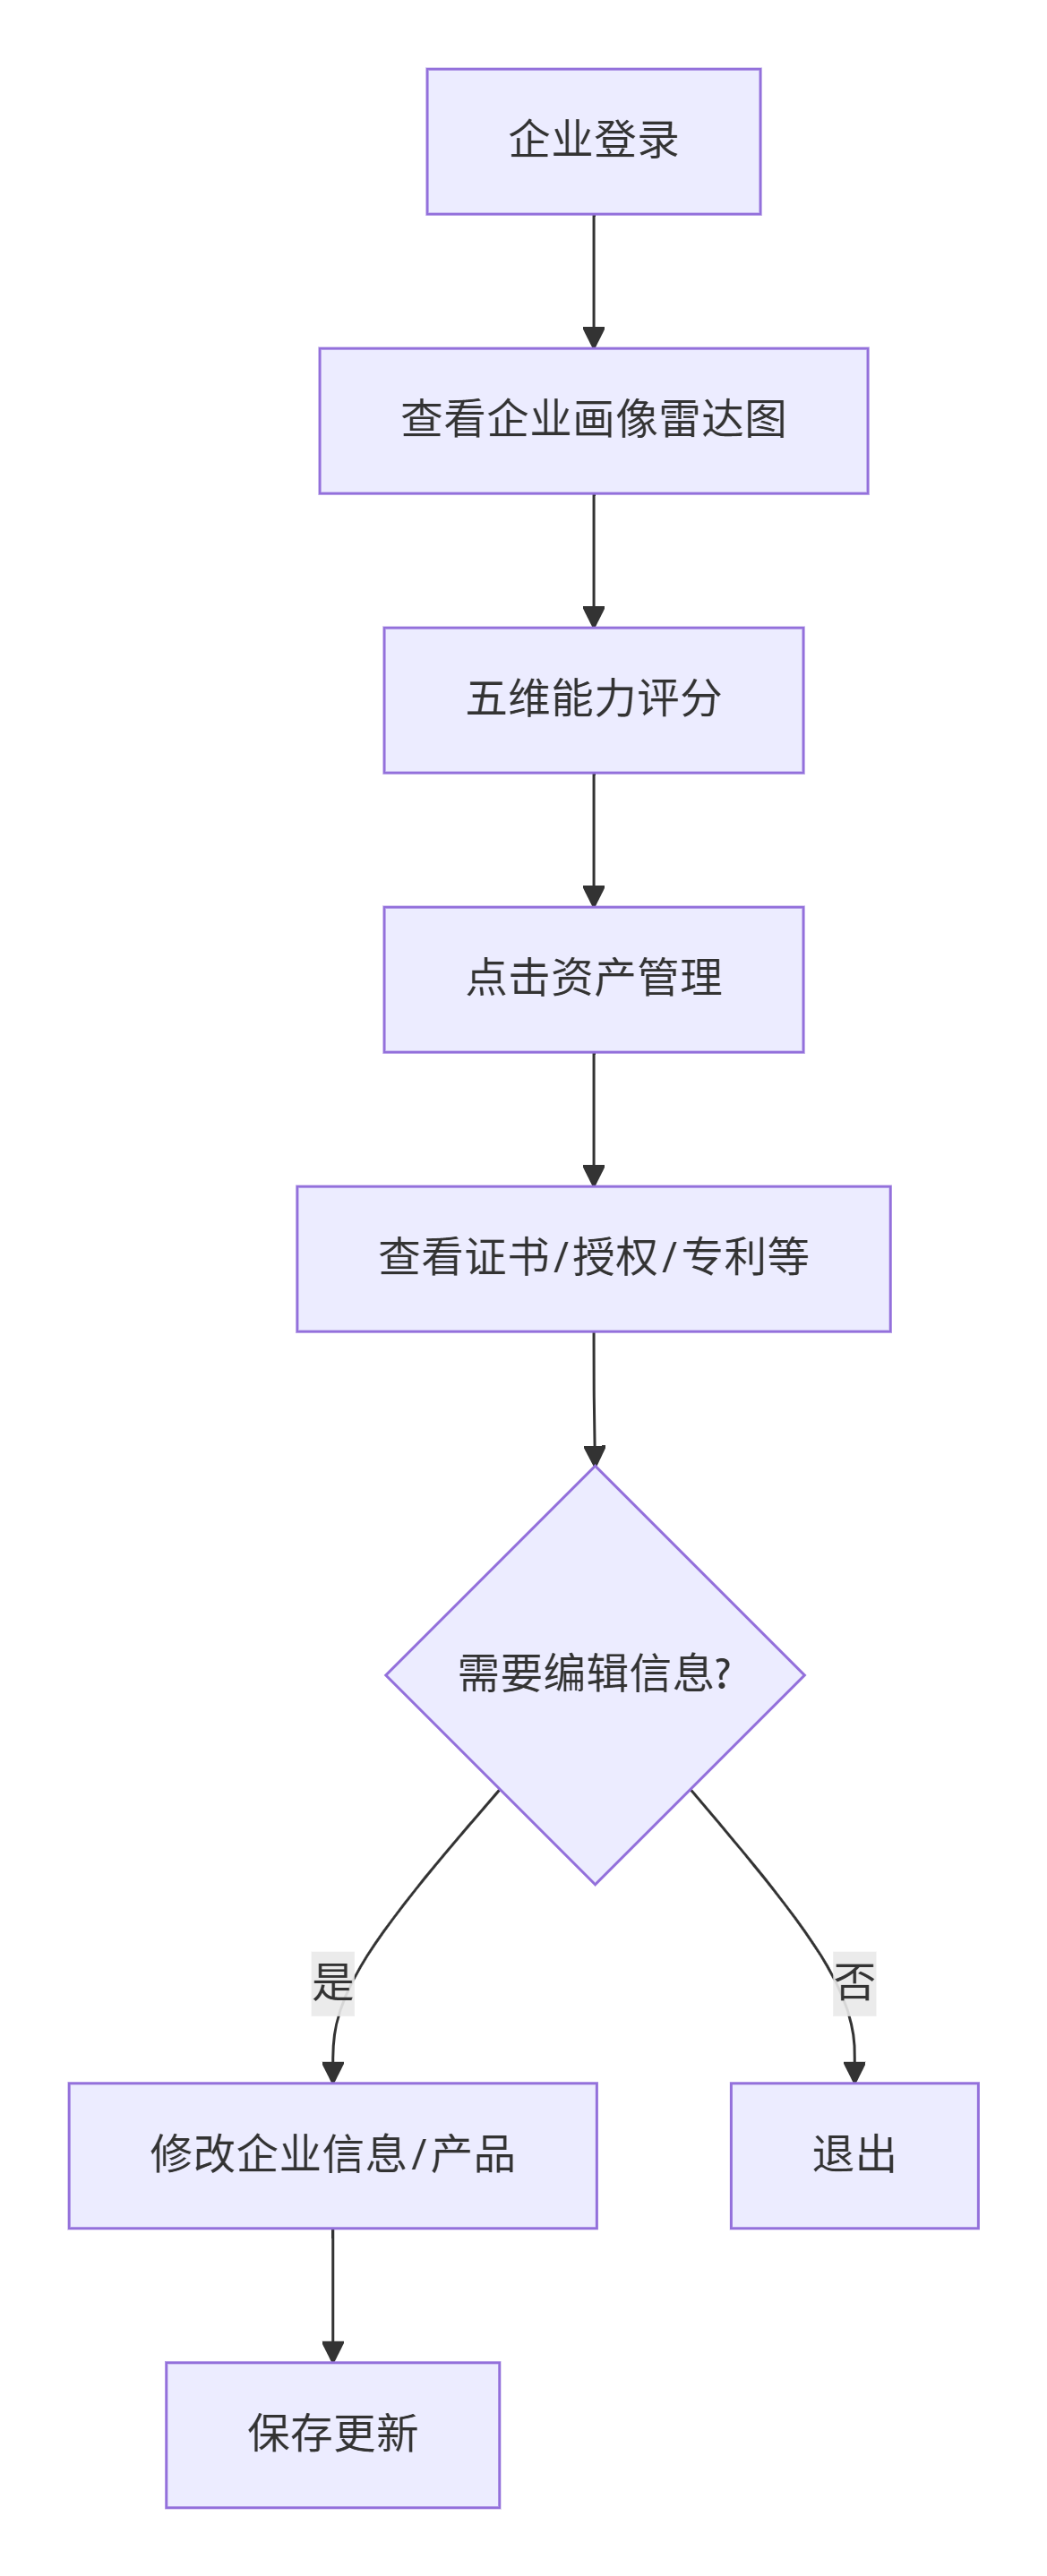 企业登录
查看企业画像雷达图
五维能力评分
点击资产管理
查看证书/授权/专利等
需要编辑信息?
是
否
修改企业信息/产品
退出
保存更新